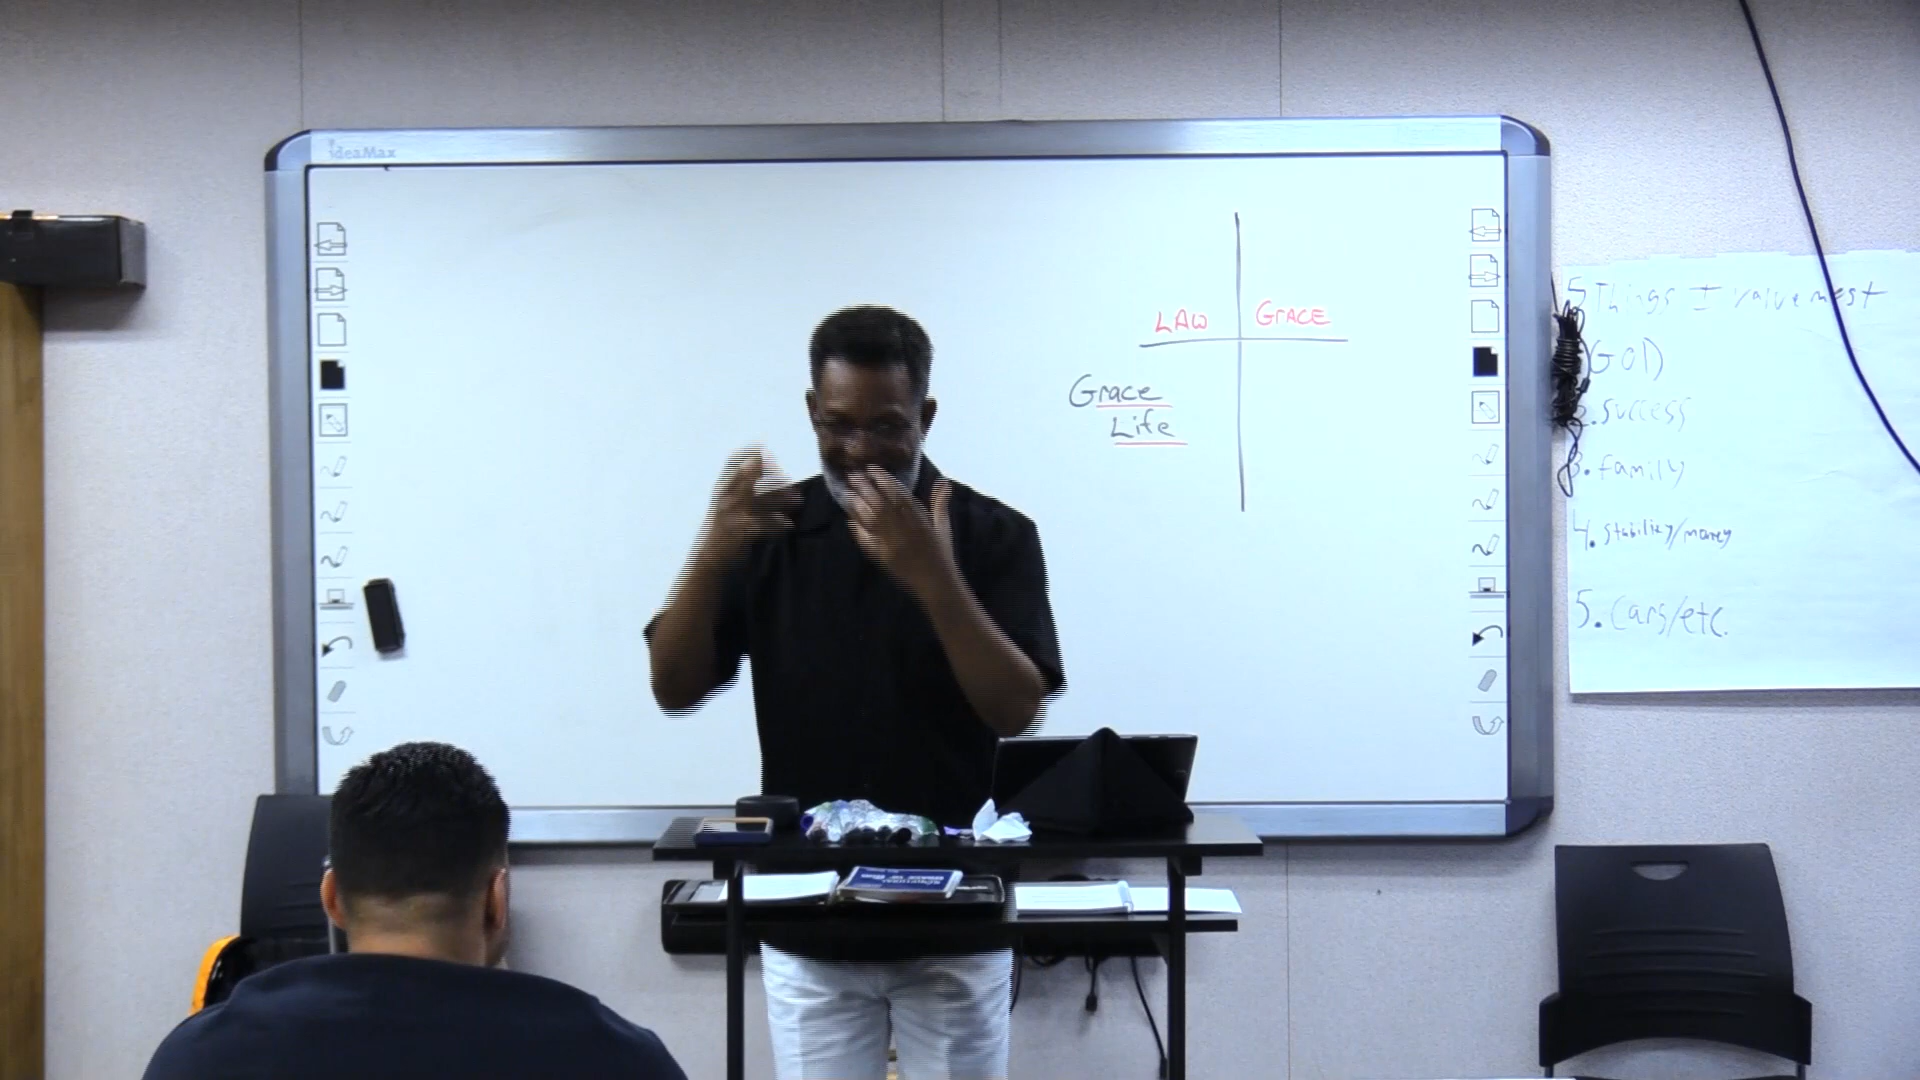 ideaMax
LAW GRACE
Grace
Life
5 Things I value most
GOD
2. success
3. family
4. stability/money
5. Cars/etc.